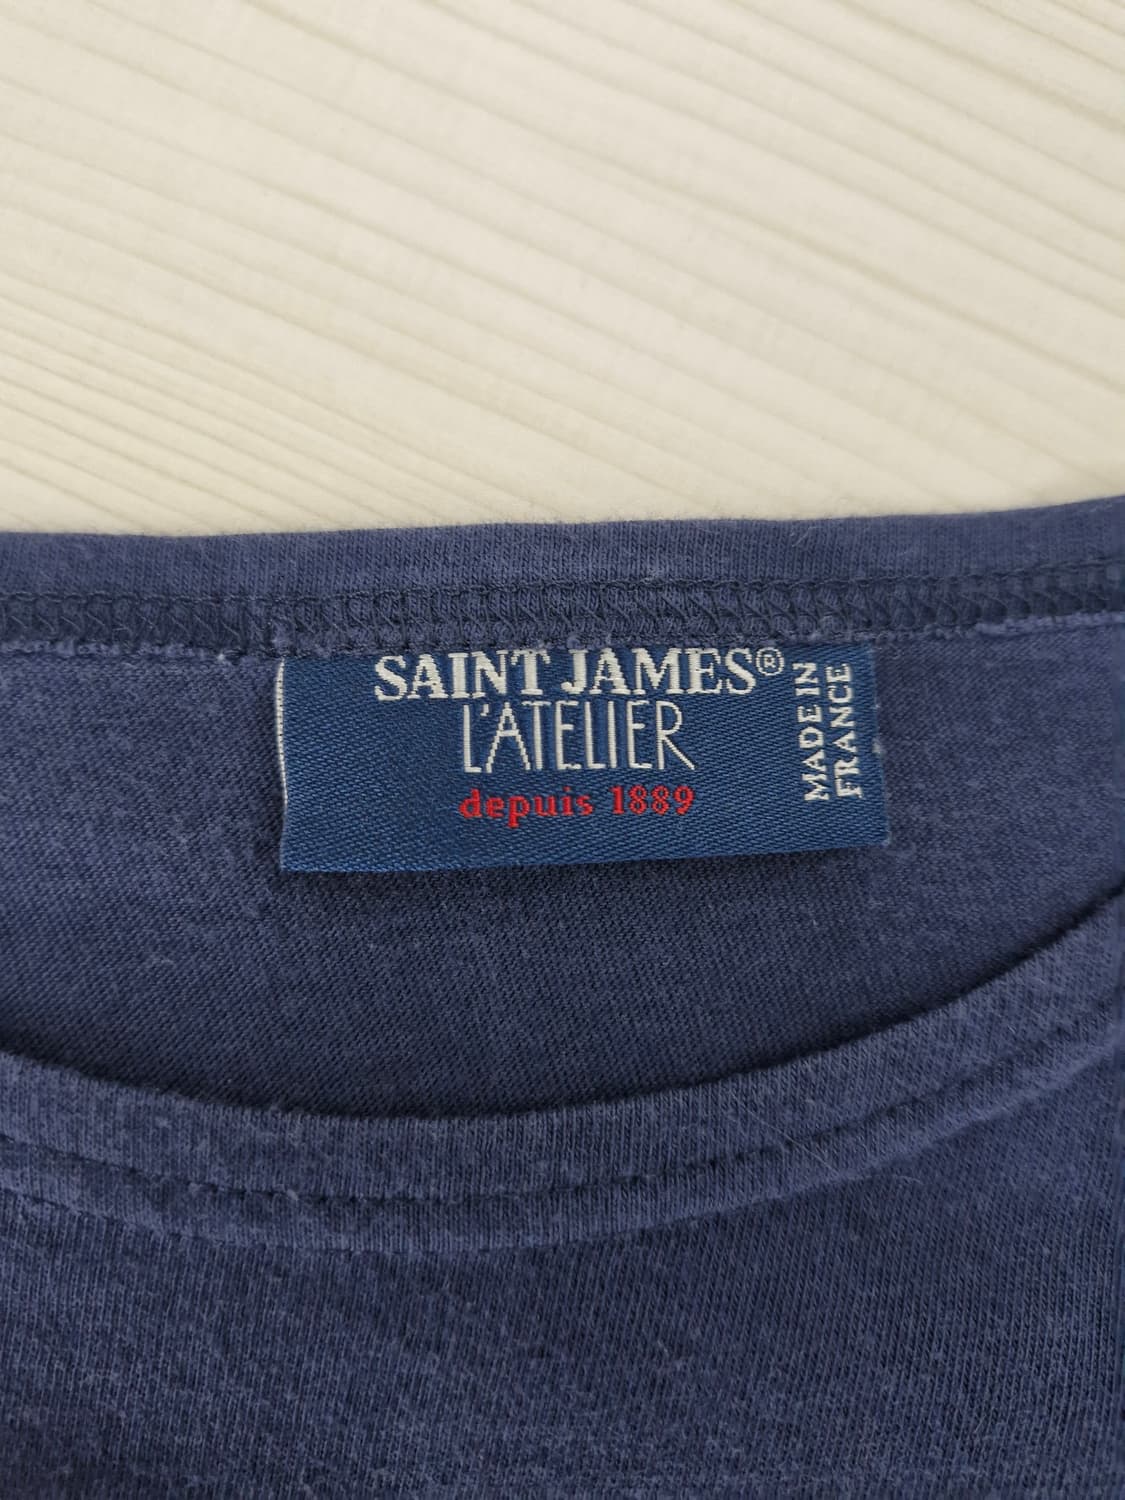 SAINT JAMES®
L'ATELIER
depuis 1889
MADE IN
FRANCE